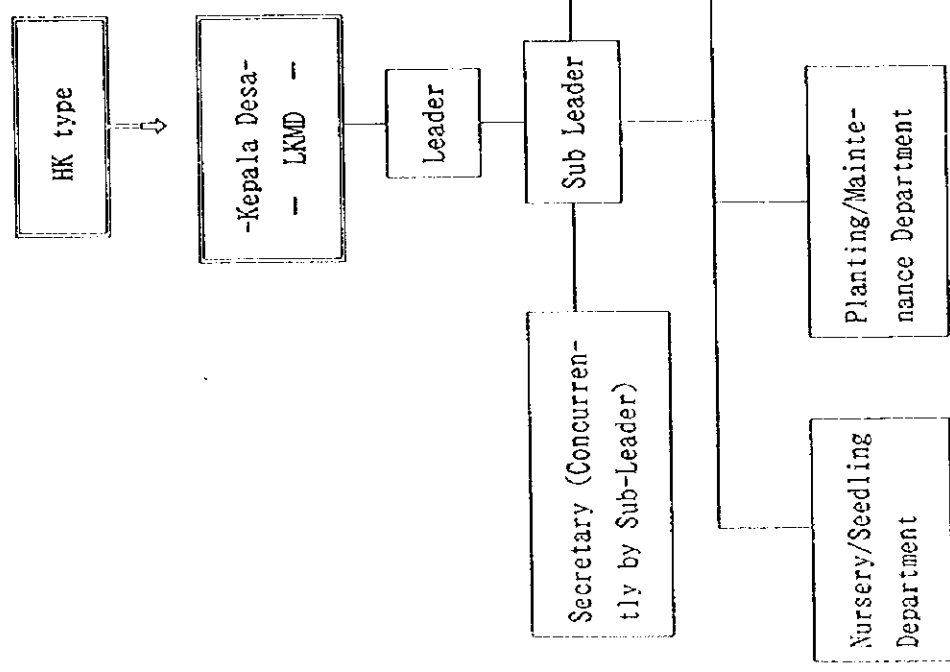 HK type
-Kepala Desa-
— LKMD —
Leader
Sub Leader
Secretary (Concurren-
tly by Sub-Leader)
Planting/Mainte-
nance Department
Nursery/Seedling
Department